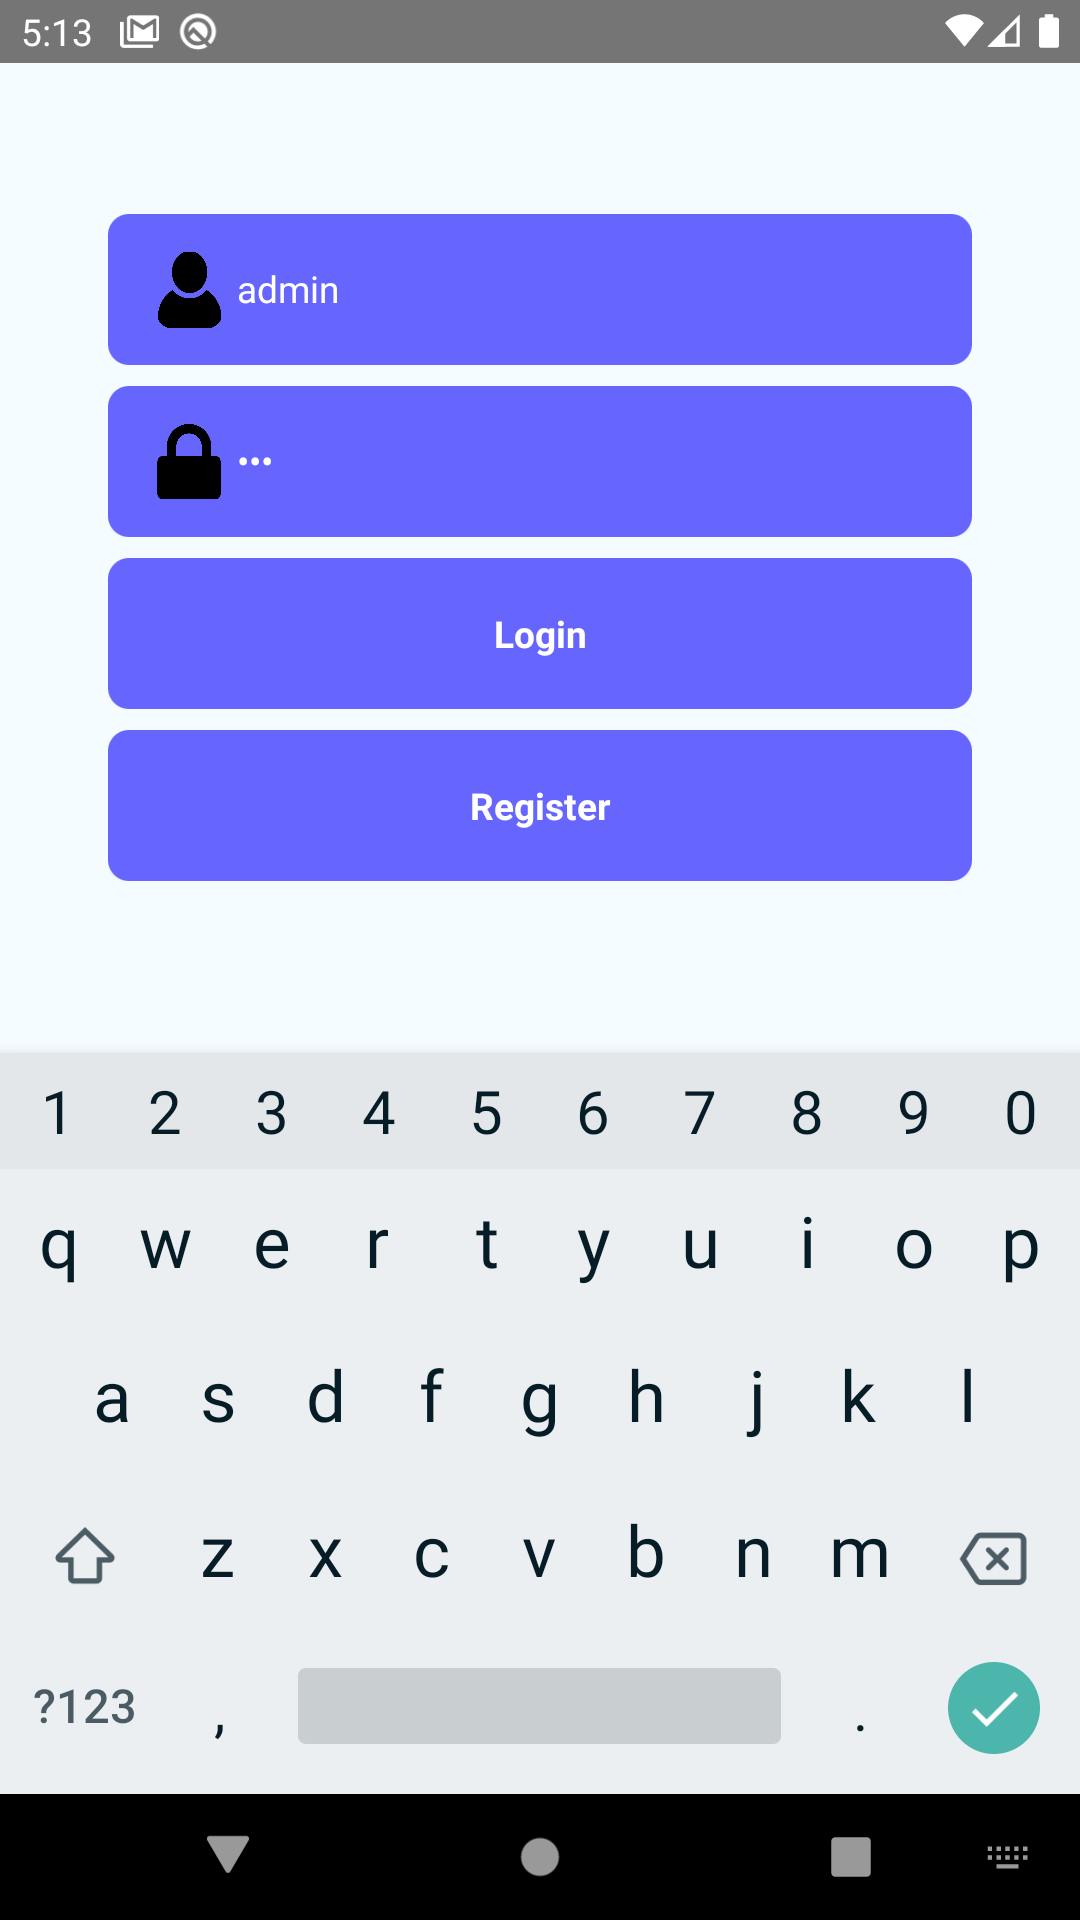 5:13
admin
•••
Login
Register
1 2 3 4 5 6 7 8 9 0
q w e r t y u i o p
a s d f g h j k l
z x c v b n m
?123 , .